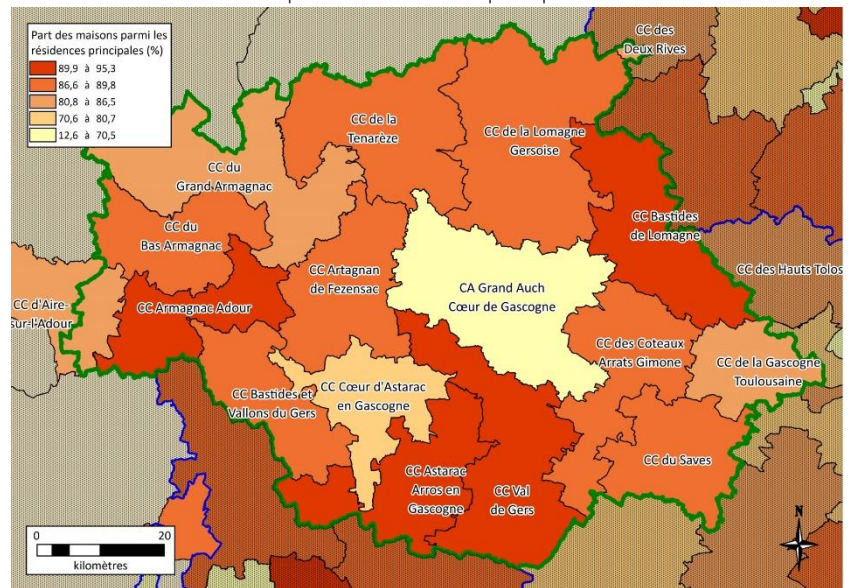 Part des maisons parmi les
résidences principales (%)
89,9 à 95,3
86,6 à 89,8
80,8 à 86,5
70,6 à 80,7
12,6 à 70,5
CC des
Deux Rives
CC de la
Tenarèze
CC de la Lomagne
Gersoise
CC du
Grand Armagnac
CC du
Bas Armagnac
CC Bastides
de Lomagne
CC Artagnan
de Fezensac
CA Grand Auch
Cœur de Gascogne
CC des Hauts Tolos
CC d'Aire-
sur-l'Adour
CC Armagnac Adour
CC des Coteaux
Arrats Gimone
CC de la Gascogne
Toulousaine
CC Bastides et
Vallons du Gers
CC Cœur d'Astarac
en Gascogne
CC du Saves
CC Astarac
Arros en
Gascogne
CC Val
de Gers
0 20
kilomètres
N